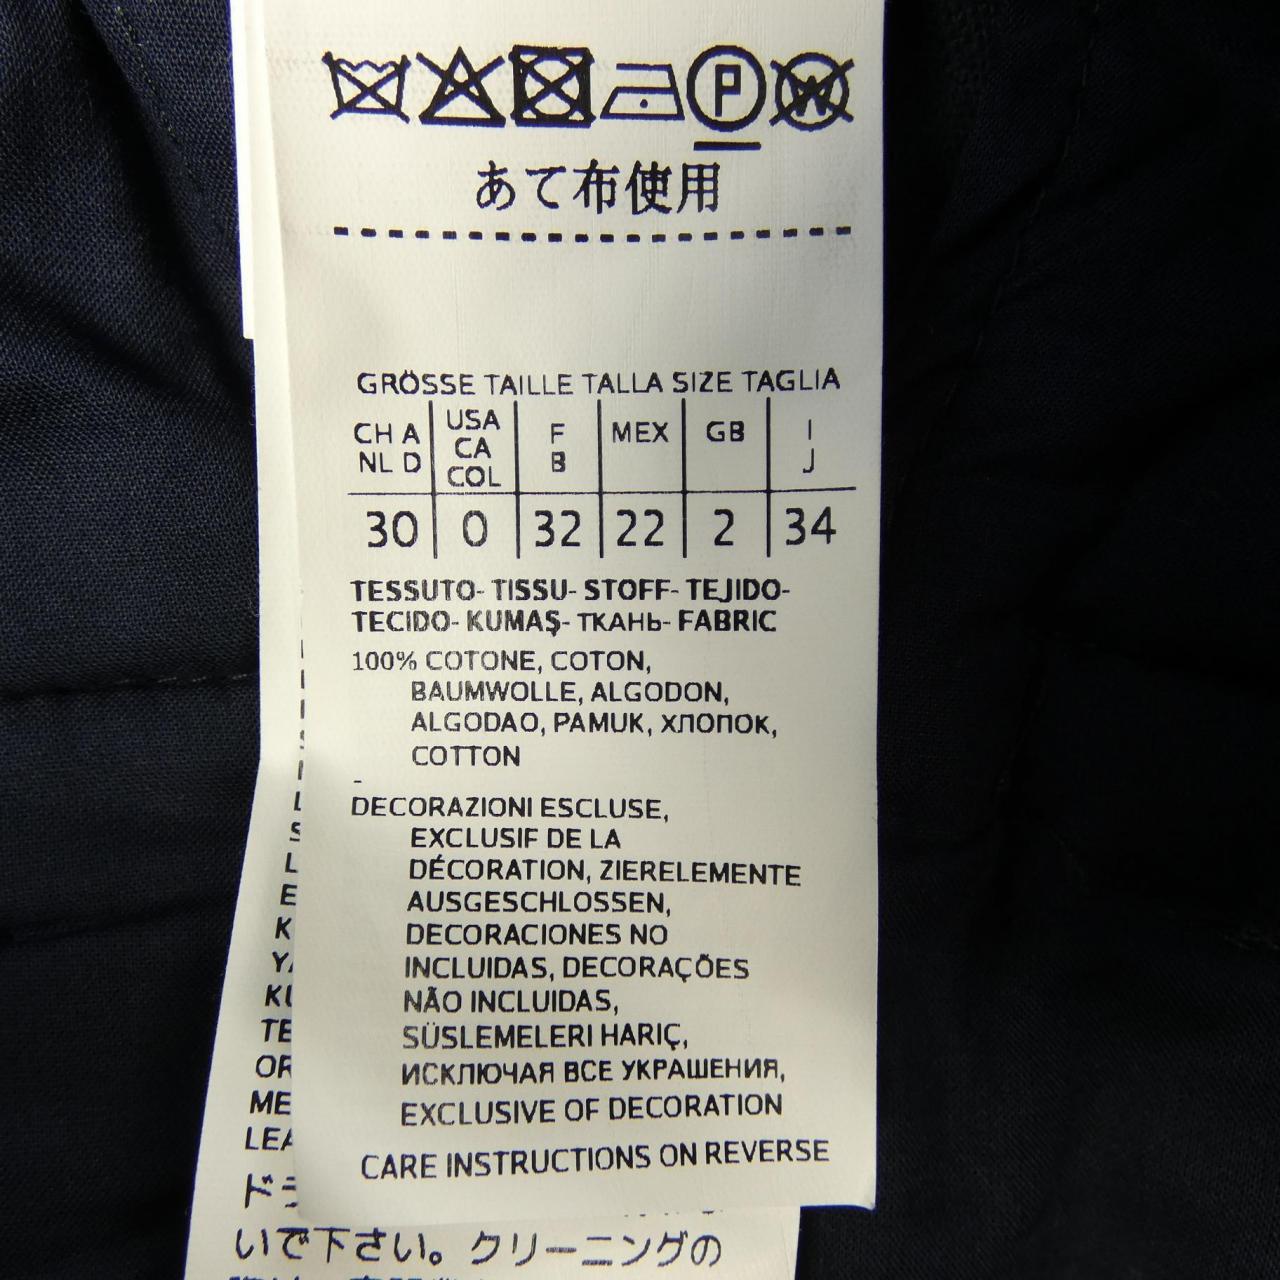 P W
あて布使用
GRÖSSE TAILLE TALLA SIZE TAGLIA
CH A NL D USA CA COL F B MEX GB I J
30 0 32 22 2 34
TESSUTO- TISSU- STOFF- TEJIDO-
TECIDO- KUMAŞ- ТКАНЬ- FABRIC
100% COTONE, COTON,
BAUMWOLLE, ALGODON,
ALGODAO, PAMUK, ХЛОПОК,
COTTON
-
DECORAZIONI ESCLUSE,
EXCLUSIF DE LA
DÉCORATION, ZIERELEMENTE
AUSGESCHLOSSEN,
DECORACIONES NO
INCLUIDAS, DECORAÇÕES
NÃO INCLUIDAS,
SÜSLEMELERI HARIÇ,
ИСКЛЮЧАЯ ВСЕ УКРАШЕНИЯ,
EXCLUSIVE OF DECORATION
CARE INSTRUCTIONS ON REVERSE
いで下さい。クリーニングの